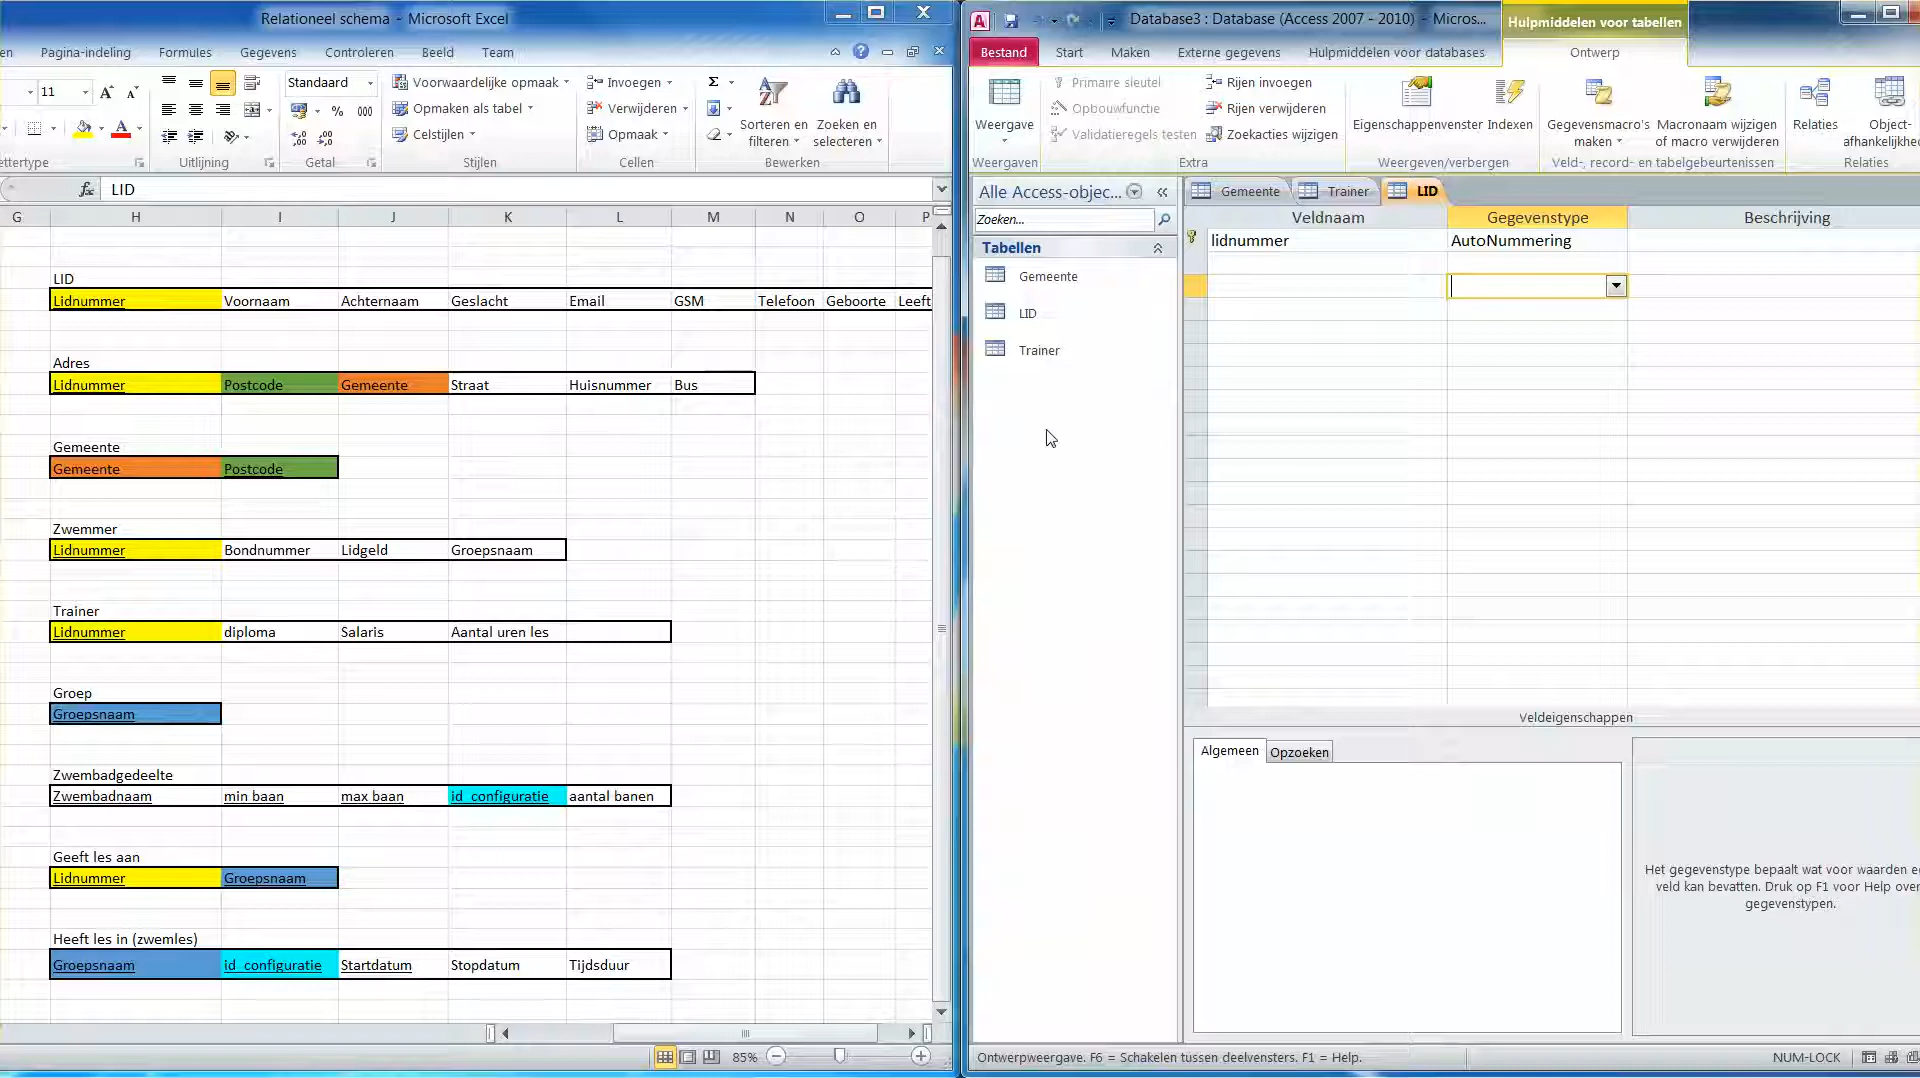 Relationeel schema - Microsoft Excel
Pagina-indeling Formules Gegevens Controleren Beeld Team
11
Standaard
%
000
Voorwaardelijke opmaak
Opmaken als tabel
Celstijlen
Invoegen
Verwijderen
Opmaak
Σ
Sorteren en filteren
Zoeken en selecteren
ettertype Uitlijning Getal Stijlen Cellen Bewerken
fx LID
G H I J K L M N O P
LID
Lidnummer Voornaam Achternaam Geslacht Email GSM Telefoon Geboorte Leeft
Adres
Lidnummer Postcode Gemeente Straat Huisnummer Bus
Gemeente
Gemeente Postcode
Zwemmer
Lidnummer Bondnummer Lidgeld Groepsnaam
Trainer
Lidnummer diploma Salaris Aantal uren les
Groep
Groepsnaam
Zwembadgedeelte
Zwembadnaam min baan max baan id_configuratie aantal banen
Geeft les aan
Lidnummer Groepsnaam
Heeft les in (zwemles)
Groepsnaam id_configuratie Startdatum Stopdatum Tijdsduur
85%
Database3 : Database (Access 2007 - 2010) - Micros...
Hulpmiddelen voor tabellen
Bestand Start Maken Externe gegevens Hulpmiddelen voor databases Ontwerp
Weergave
Primaire sleutel
Opbouwfunctie
Validatieregels testen
Rijen invoegen
Rijen verwijderen
Zoekacties wijzigen
Eigenschappenvenster
Indexen
Gegevensmacro's maken
Macronaam wijzigen of macro verwijderen
Relaties
Object-afhankelijkhe
Weergaven Extra Weergeven/verbergen Veld-, record- en tabelgebeurtenissen Relaties
Alle Access-objec...
Zoeken...
Tabellen
Gemeente
LID
Trainer
Gemeente Trainer LID
Veldnaam Gegevenstype Beschrijving
lidnummer AutoNummering
Veldeigenschappen
Algemeen Opzoeken
Het gegevenstype bepaalt wat voor waarden e
veld kan bevatten. Druk op F1 voor Help over
gegevenstypen.
Ontwerpweergave. F6 = Schakelen tussen deelvensters. F1 = Help.
NUM-LOCK